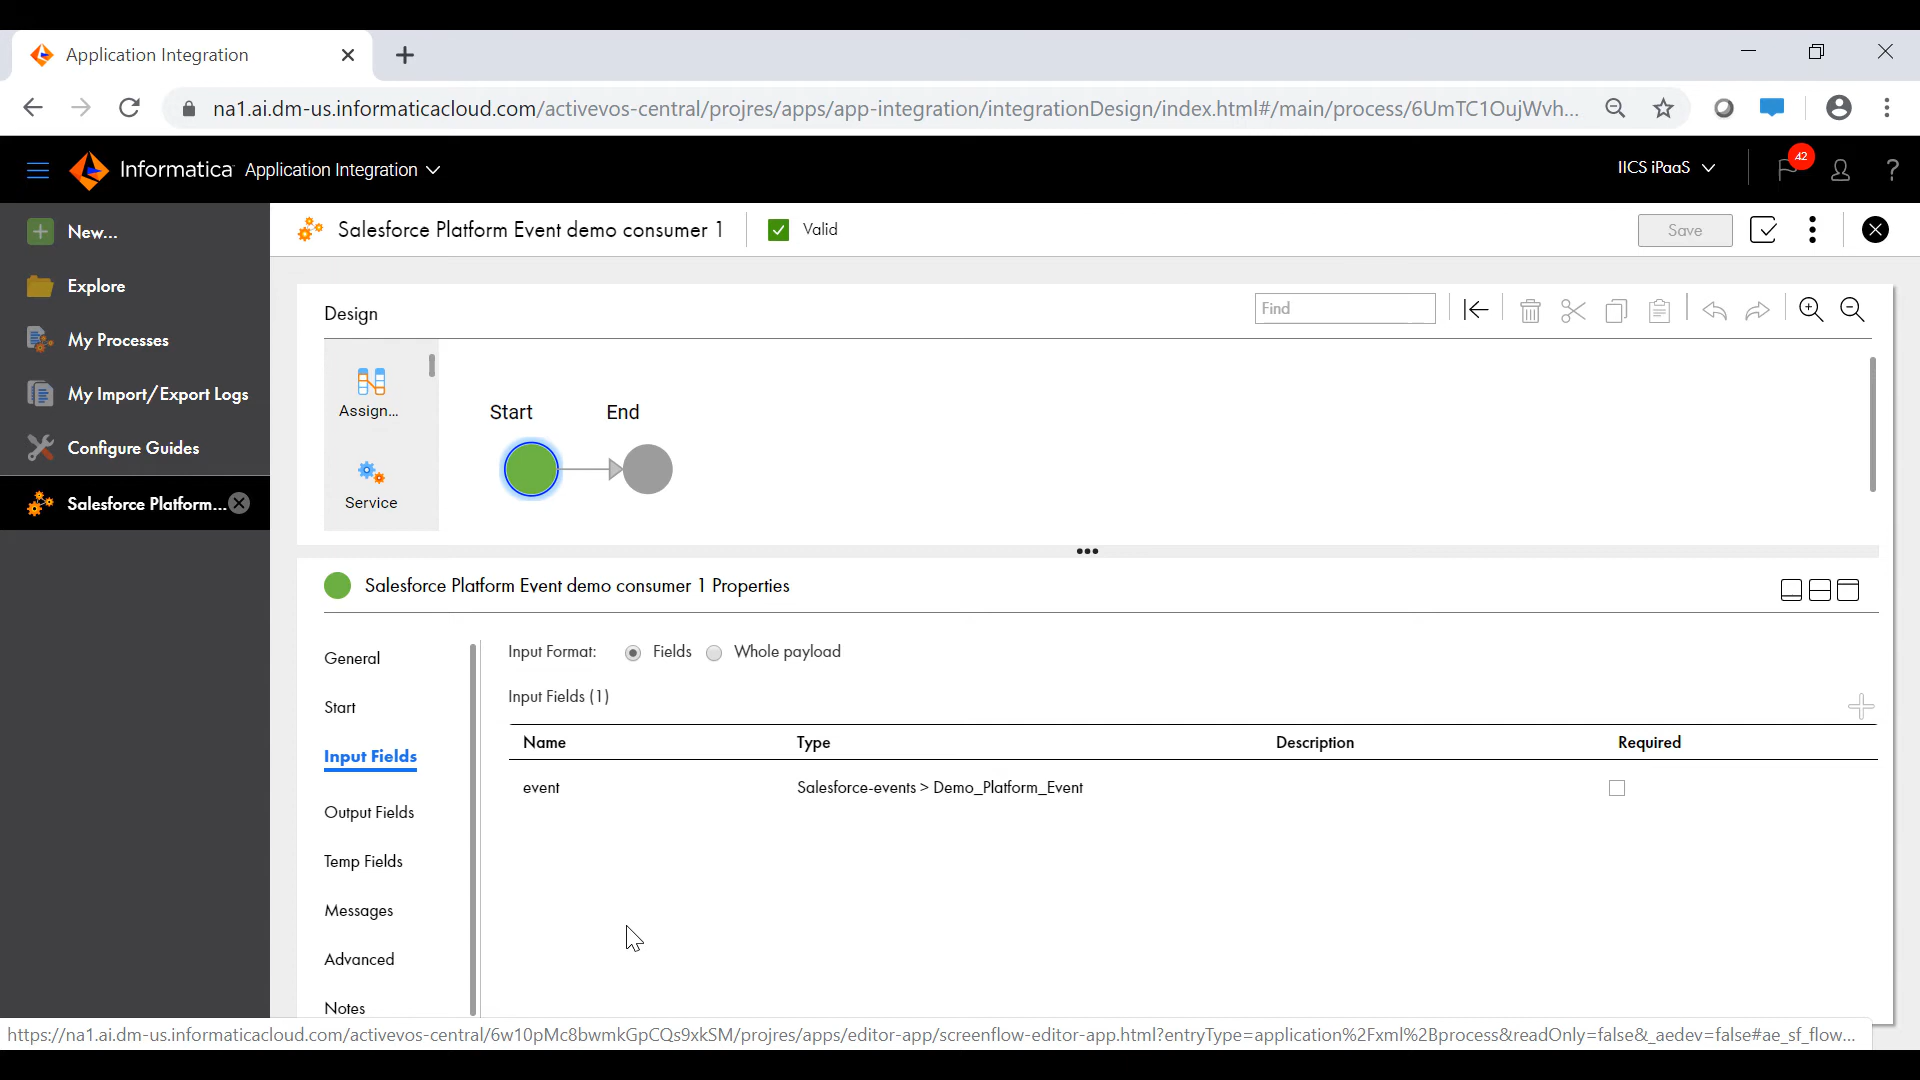 Application Integration
na1.ai.dm-us.informaticacloud.com/activevos-central/projres/apps/app-integration/integrationDesign/index.html#/main/process/6UmTC1OujWvh...
Informatica Application Integration
IICS iPaaS
42
?
New...
Explore
My Processes
My Import/Export Logs
Configure Guides
Salesforce Platform...
Salesforce Platform Event demo consumer 1
Valid
Save
Design
Find
Assign...
Service
Start
End
Salesforce Platform Event demo consumer 1 Properties
General
Start
Input Fields
Output Fields
Temp Fields
Messages
Advanced
Notes
Input Format: Fields Whole payload
Input Fields (1)
Name Type Description Required
event Salesforce-events > Demo_Platform_Event
https://na1.ai.dm-us.informaticacloud.com/activevos-central/6w10pMc8bwmkGpCQs9xkSM/projres/apps/editor-app/screenflow-editor-app.html?entryType=application%2Fxml%2Bprocess&readOnly=false&_aedev=false#ae_sf_flow...